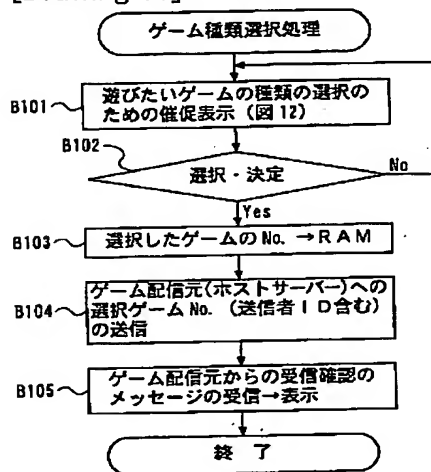 ゲーム種類選択処理
B101
遊びたいゲームの種類の選択の
ための催促表示 (図12)
B102
選択・決定
No
Yes
B103
選択したゲームのNo. →RAM
B104
ゲーム配信元(ホストサーバー)への
選択ゲームNo. (送信者ID含む)
の送信
B105
ゲーム配信元からの受信確認の
メッセージの受信→表示
終 了